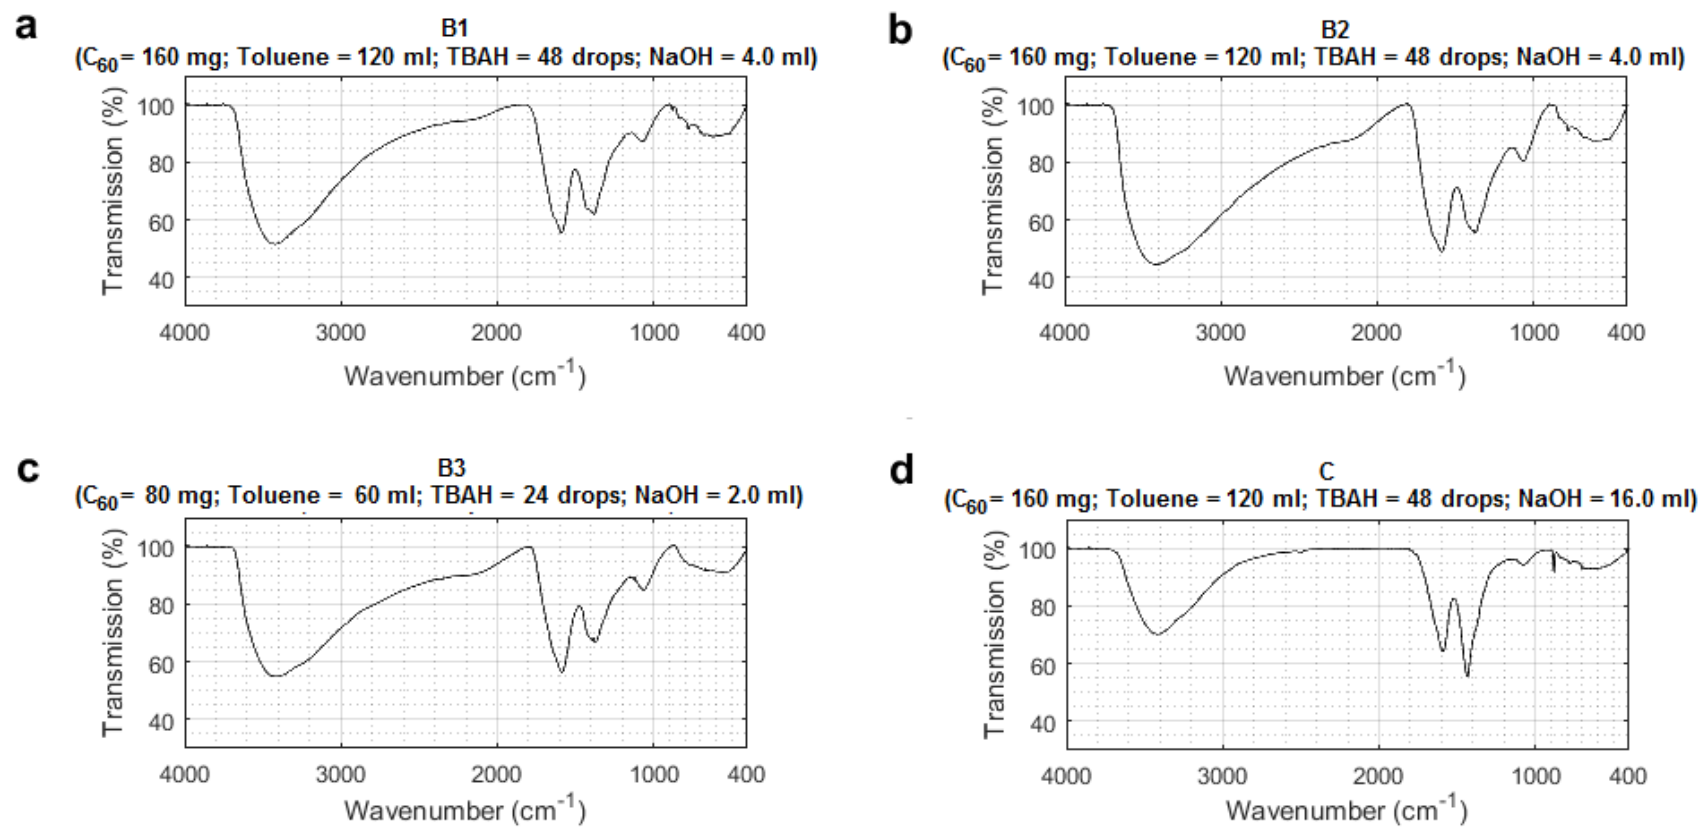 a
B1
(C60= 160 mg; Toluene = 120 ml; TBAH = 48 drops; NaOH = 4.0 ml)
Transmission (%)
100
80
60
40
4000 3000 2000 1000 400
Wavenumber (cm-1)
b
B2
(C60= 160 mg; Toluene = 120 ml; TBAH = 48 drops; NaOH = 4.0 ml)
Transmission (%)
100
80
60
40
4000 3000 2000 1000 400
Wavenumber (cm-1)
c
B3
(C60= 80 mg; Toluene = 60 ml; TBAH = 24 drops; NaOH = 2.0 ml)
Transmission (%)
100
80
60
40
4000 3000 2000 1000 400
Wavenumber (cm-1)
d
C
(C60= 160 mg; Toluene = 120 ml; TBAH = 48 drops; NaOH = 16.0 ml)
Transmission (%)
100
80
60
40
4000 3000 2000 1000 400
Wavenumber (cm-1)